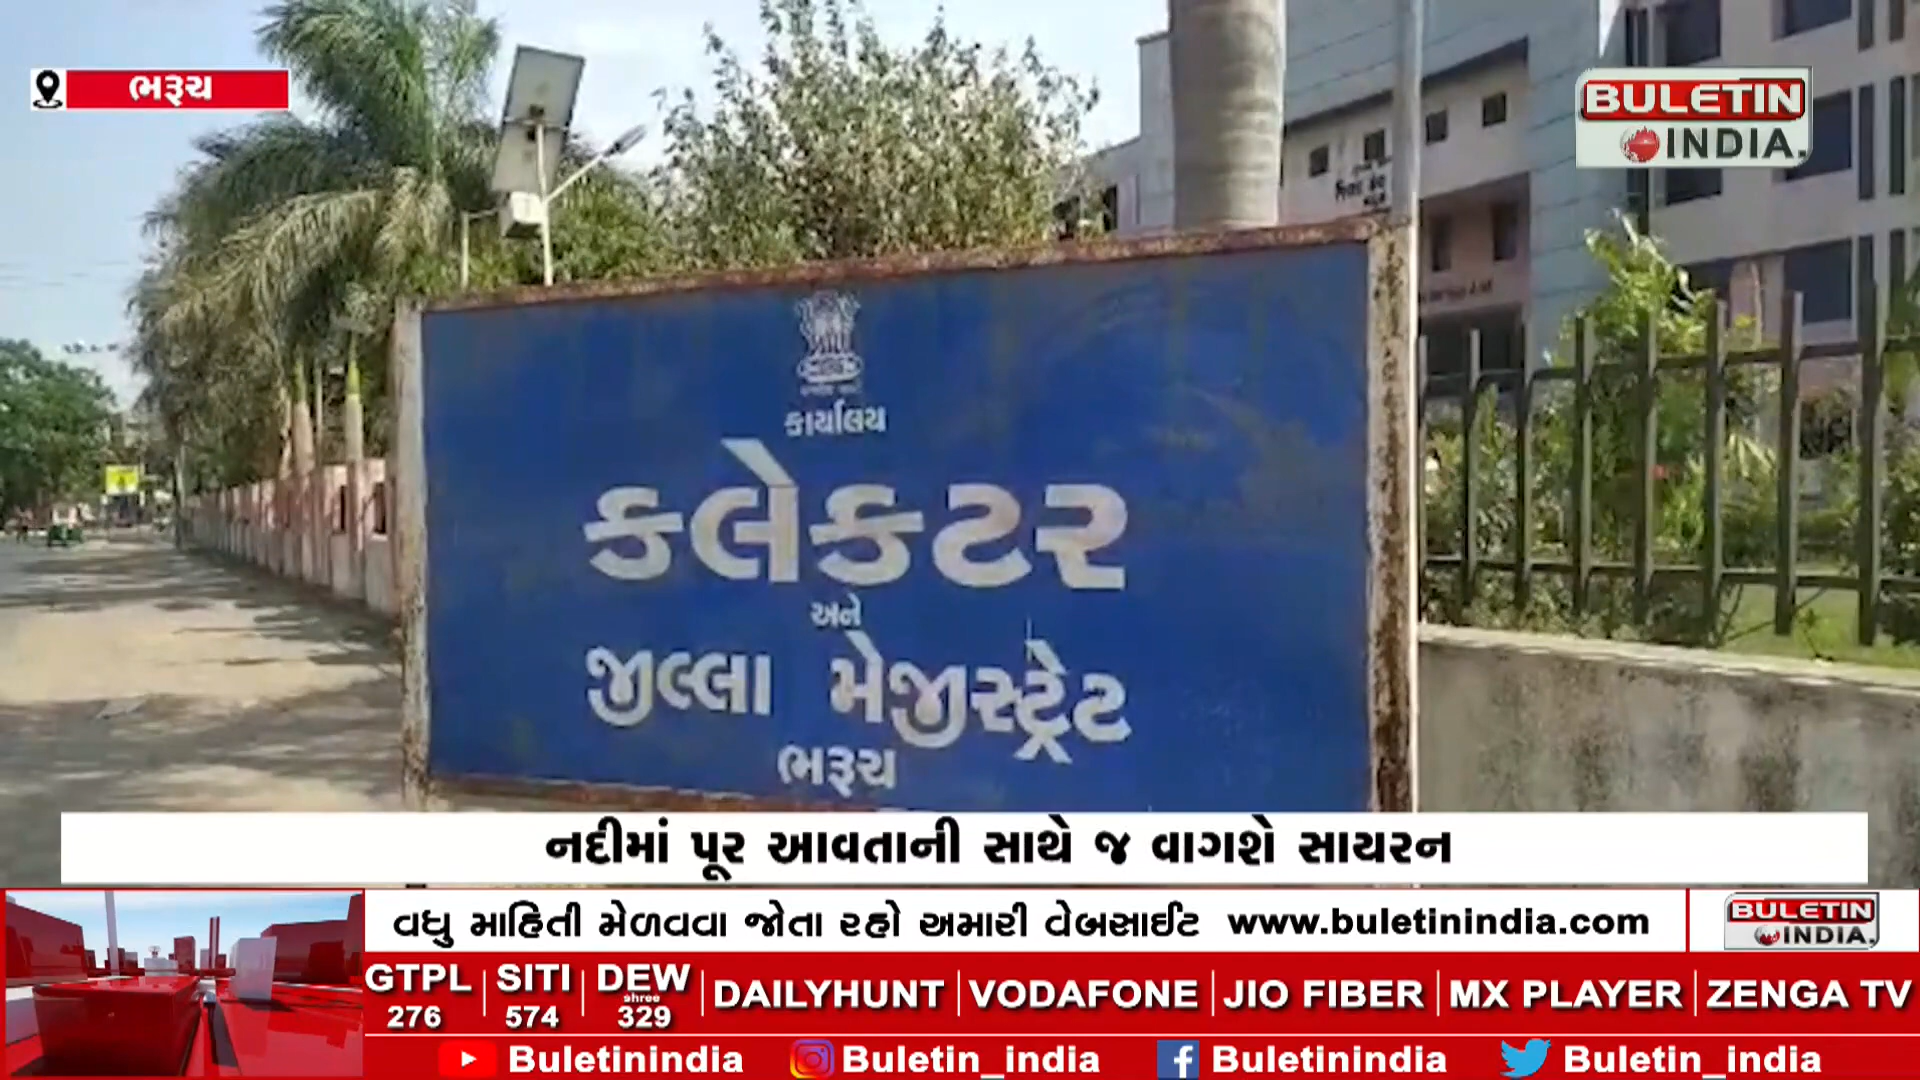 ભરૂચ
BULETIN
INDIA.
કાર્યાલય
કલેકટર
અને
જીલ્લા મેજીસ્ટ્રેટ
ભરૂચ
નદીમાં પૂર આવતાની સાથે જ વાગશે સાયરન
વધુ માહિતી મેળવવા જોતા રહો અમારી વેબસાઈટ www.buletinindia.com
BULETIN
INDIA.
GTPL 276 | SITI 574 | DEW shree 329 | DAILYHUNT | VODAFONE | JIO FIBER | MX PLAYER | ZENGA TV
Buletinindia Buletin_india Buletinindia Buletin_india